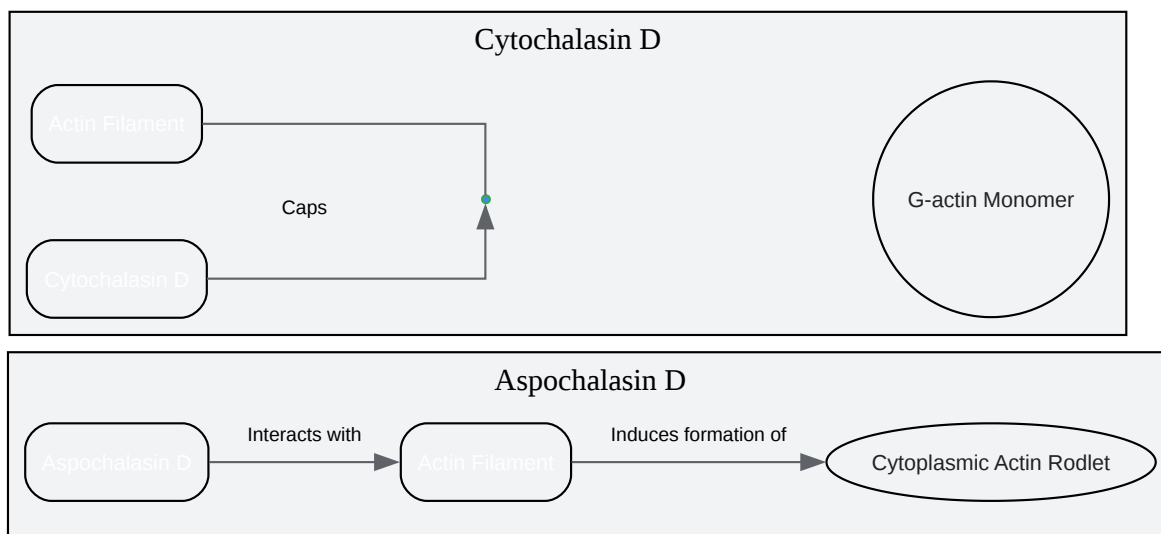 Cytochalasin D
Actin Filament
Caps
G-actin Monomer
Cytochalasin D
Aspochalasin D
Interacts with
Induces formation of
Aspochalasin D
Actin Filament
Cytoplasmic Actin Rodlet